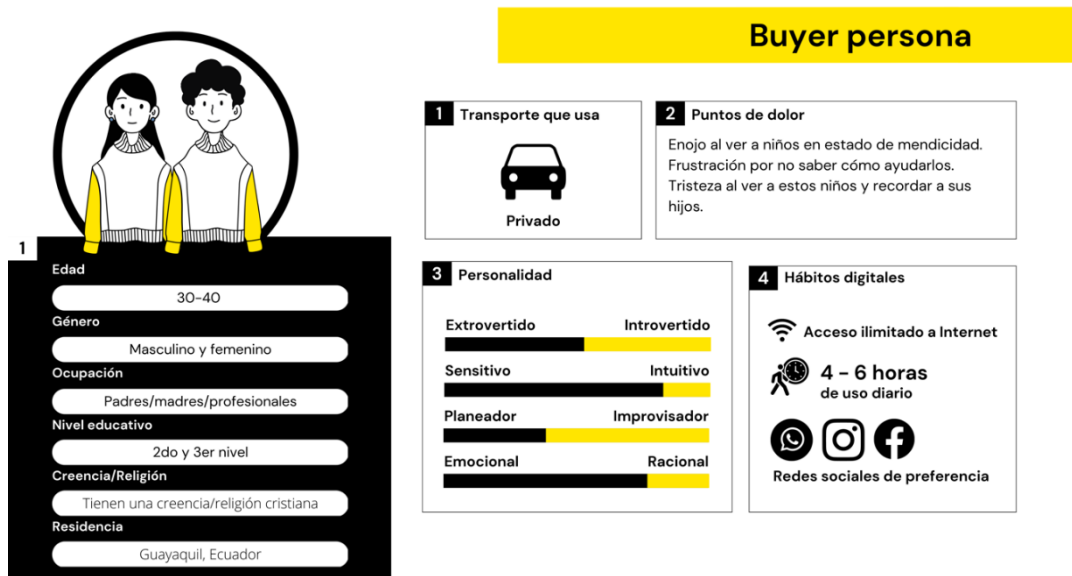 Buyer persona
1
Edad
30-40
Género
Masculino y femenino
Ocupación
Padres/madres/profesionales
Nivel educativo
2do y 3er nivel
Creencia/Religión
Tienen una creencia/religión cristiana
Residencia
Guayaquil, Ecuador
1 Transporte que usa
Privado
2 Puntos de dolor
Enojo al ver a niños en estado de mendicidad.
Frustración por no saber cómo ayudarlos.
Tristeza al ver a estos niños y recordar a sus
hijos.
3 Personalidad
Extrovertido Introvertido
Sensitivo Intuitivo
Planeador Improvisador
Emocional Racional
4 Hábitos digitales
Acceso ilimitado a Internet
4 - 6 horas
de uso diario
Redes sociales de preferencia